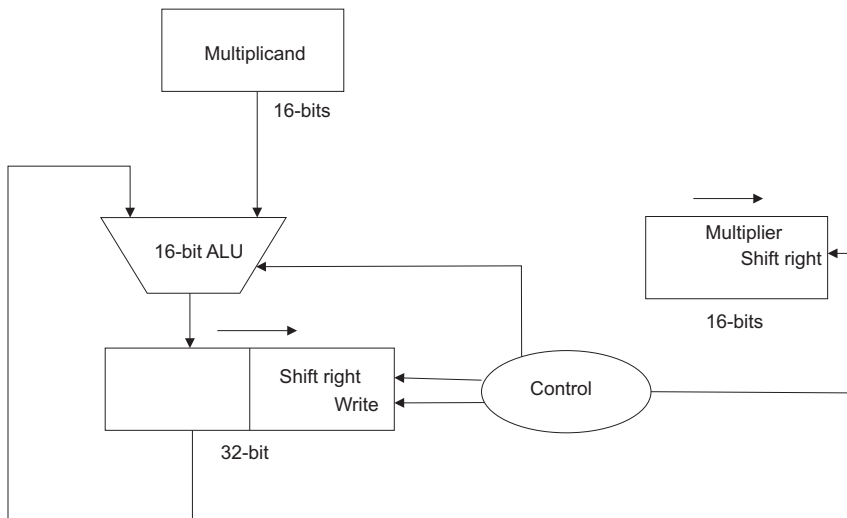 Multiplicand
16-bits
16-bit ALU
Multiplier
Shift right
16-bits
Shift right
Write
Control
32-bit